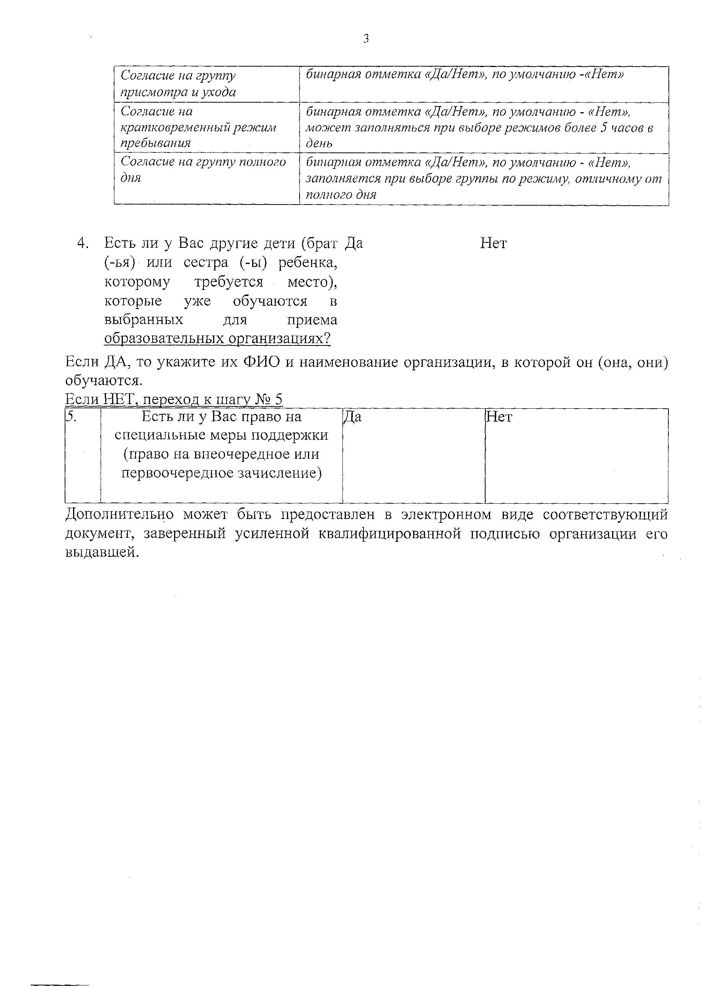 3
Согласие на группу
присмотра и ухода
бинарная отметка «Да/Нет», по умолчанию -«Нет»
Согласие на
кратковременный режим
пребывания
бинарная отметка «Да/Нет», по умолчанию - «Нет»,
может заполняться при выборе режимов более 5 часов в
день
Согласие на группу полного
дня
бинарная отметка «Да/Нет», по умолчанию - «Нет»,
заполняется при выборе группы по режиму, отличному от
полного дня
4. Есть ли у Вас другие дети (брат Да Нет
(-ья) или сестра (-ы) ребенка,
которому требуется место),
которые уже обучаются в
выбранных для приема
образовательных организациях?
Если ДА, то укажите их ФИО и наименование организации, в которой он (она, они)
обучаются.
Если НЕТ, переход к шагу № 5
5. Есть ли у Вас право на Да Нет
специальные меры поддержки
(право на внеочередное или
первоочередное зачисление)
Дополнительно может быть предоставлен в электронном виде соответствующий
документ, заверенный усиленной квалифицированной подписью организации его
выдавшей.